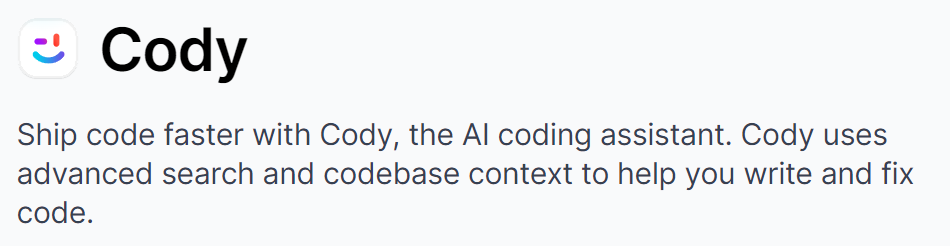 Cody
Ship code faster with Cody, the AI coding assistant. Cody uses
advanced search and codebase context to help you write and fix
code.